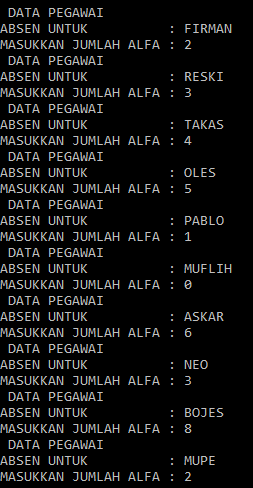 DATA PEGAWAI
ABSEN UNTUK : FIRMAN
MASUKKAN JUMLAH ALFA : 2
DATA PEGAWAI
ABSEN UNTUK : RESKI
MASUKKAN JUMLAH ALFA : 3
DATA PEGAWAI
ABSEN UNTUK : TAKAS
MASUKKAN JUMLAH ALFA : 4
DATA PEGAWAI
ABSEN UNTUK : OLES
MASUKKAN JUMLAH ALFA : 5
DATA PEGAWAI
ABSEN UNTUK : PABLO
MASUKKAN JUMLAH ALFA : 1
DATA PEGAWAI
ABSEN UNTUK : MUFLIH
MASUKKAN JUMLAH ALFA : 0
DATA PEGAWAI
ABSEN UNTUK : ASKAR
MASUKKAN JUMLAH ALFA : 6
DATA PEGAWAI
ABSEN UNTUK : NEO
MASUKKAN JUMLAH ALFA : 3
DATA PEGAWAI
ABSEN UNTUK : BOJES
MASUKKAN JUMLAH ALFA : 8
DATA PEGAWAI
ABSEN UNTUK : MUPE
MASUKKAN JUMLAH ALFA : 2